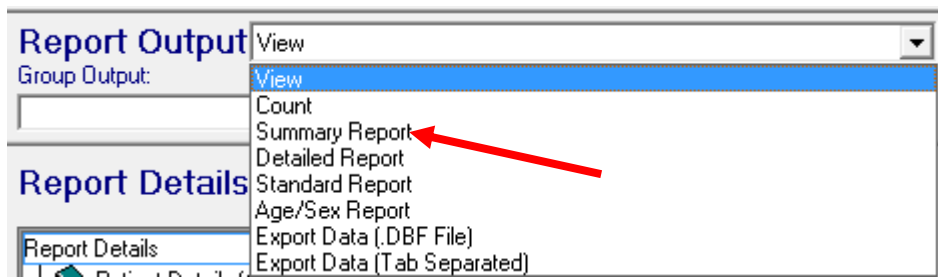 Report Output View
Group Output:
View
Count
Summary Report
Detailed Report
Report Details
Standard Report
Age/Sex Report
Export Data (.DBF File)
Report Details
Export Data (Tab Separated)